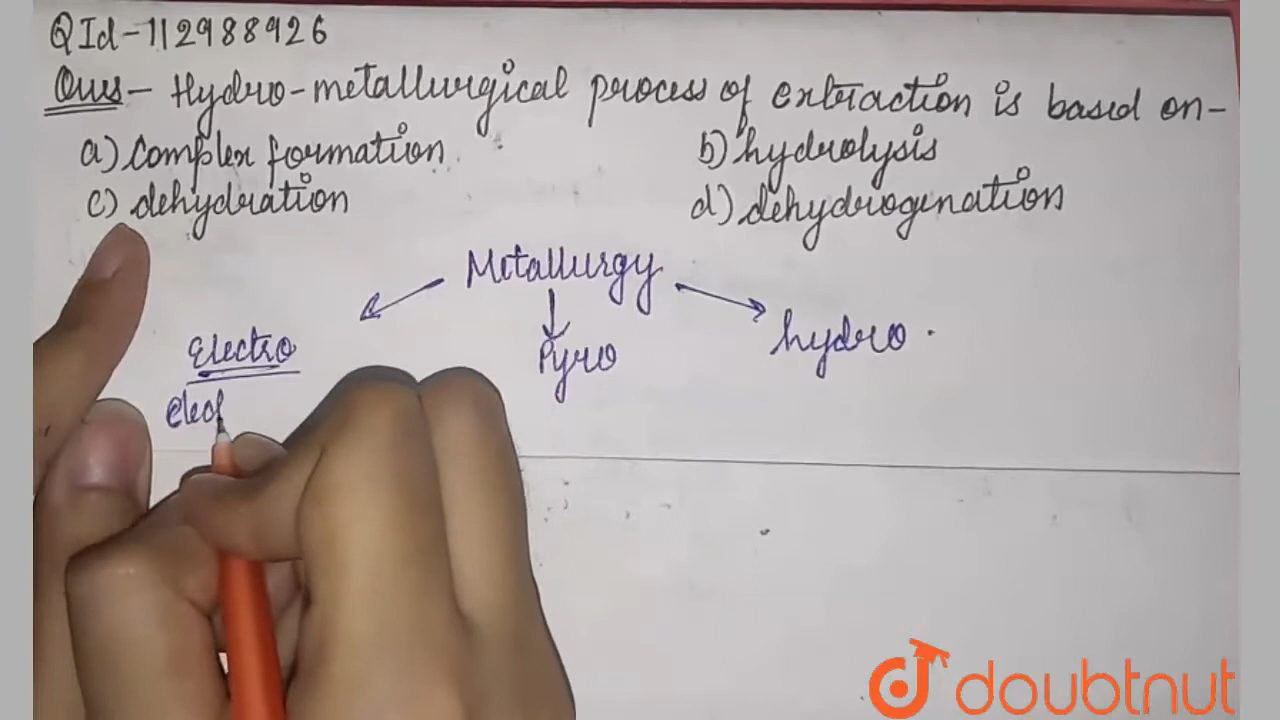 QId-112988926
Ques - Hydro-metallurgical process of extraction is based on-
a) Complex formation
b) hydrolysis
c) dehydration
d) dehydrogenation
Metallurgy
Electro
Pyro
hydro.
elec
doubtnut